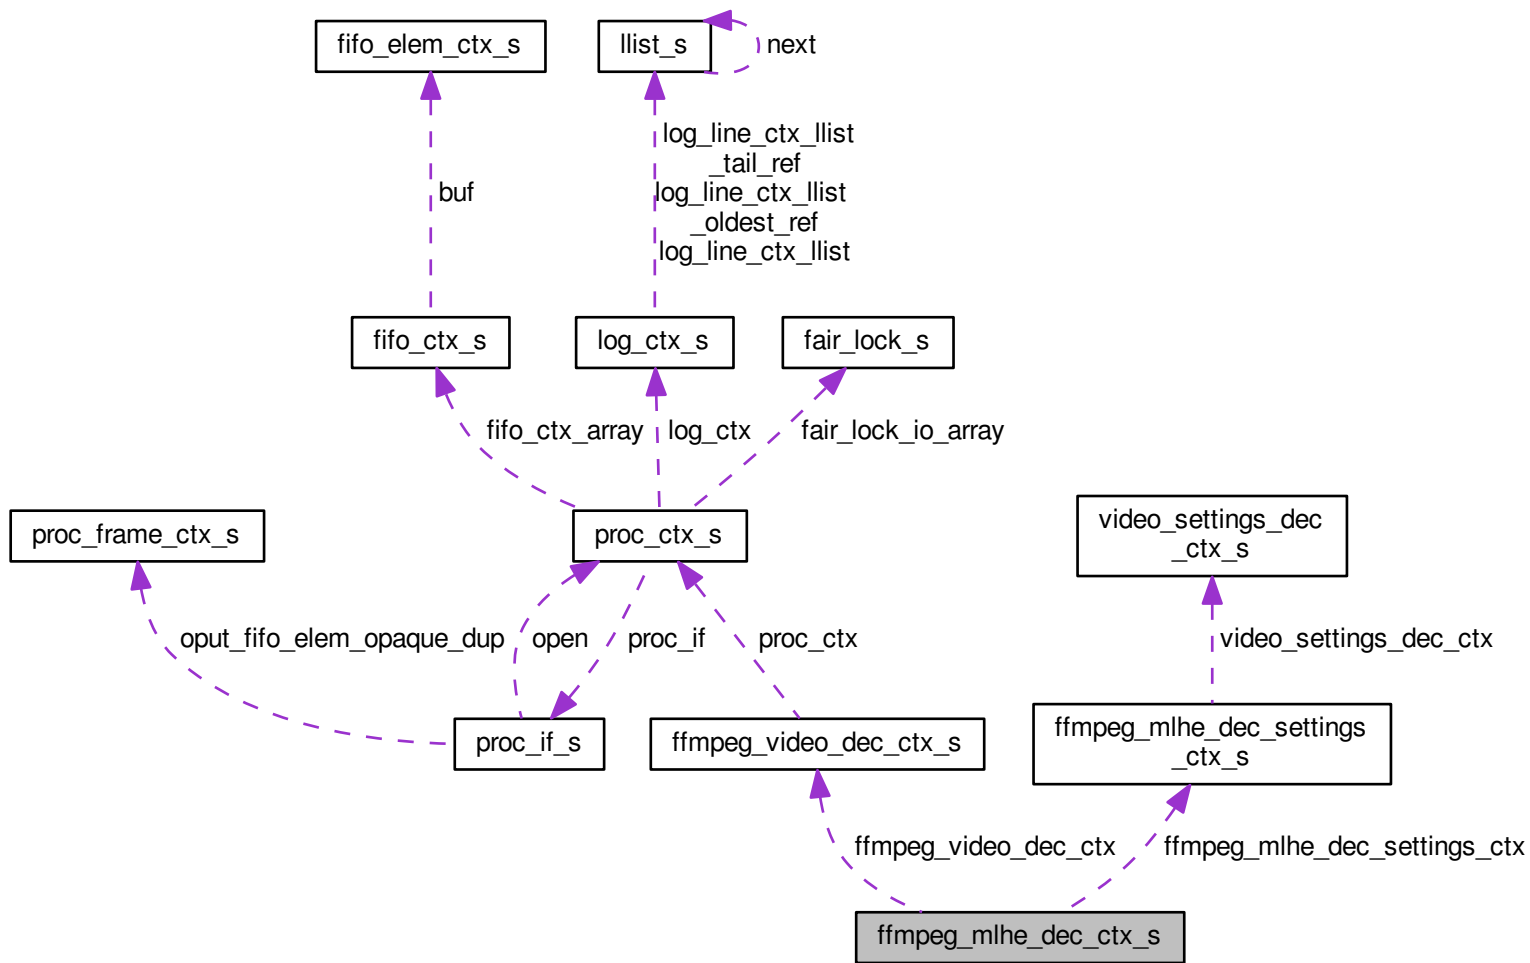 fifo_elem_ctx_s
llist_s
next
log_line_ctx_llist
_tail_ref
buf
log_line_ctx_llist
_oldest_ref
log_line_ctx_llist
fifo_ctx_s
log_ctx_s
fair_lock_s
fifo_ctx_array
log_ctx
fair_lock_io_array
proc_frame_ctx_s
proc_ctx_s
video_settings_dec
_ctx_s
oput_fifo_elem_opaque_dup
open
proc_if
proc_ctx
video_settings_dec_ctx
proc_if_s
ffmpeg_video_dec_ctx_s
ffmpeg_mlhe_dec_settings
_ctx_s
ffmpeg_video_dec_ctx
ffmpeg_mlhe_dec_settings_ctx
ffmpeg_mlhe_dec_ctx_s